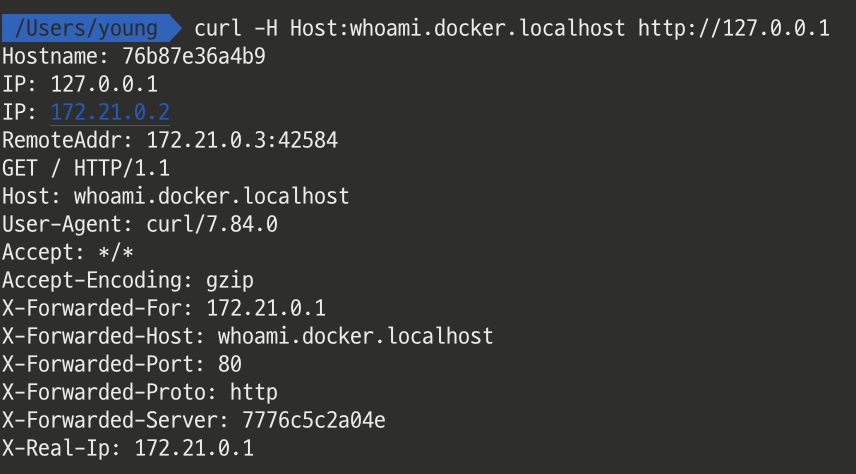 /Users/young curl -H Host:whoami.docker.localhost http://127.0.0.1
Hostname: 76b87e36a4b9
IP: 127.0.0.1
IP: 172.21.0.2
RemoteAddr: 172.21.0.3:42584
GET / HTTP/1.1
Host: whoami.docker.localhost
User-Agent: curl/7.84.0
Accept: */*
Accept-Encoding: gzip
X-Forwarded-For: 172.21.0.1
X-Forwarded-Host: whoami.docker.localhost
X-Forwarded-Port: 80
X-Forwarded-Proto: http
X-Forwarded-Server: 7776c5c2a04e
X-Real-Ip: 172.21.0.1